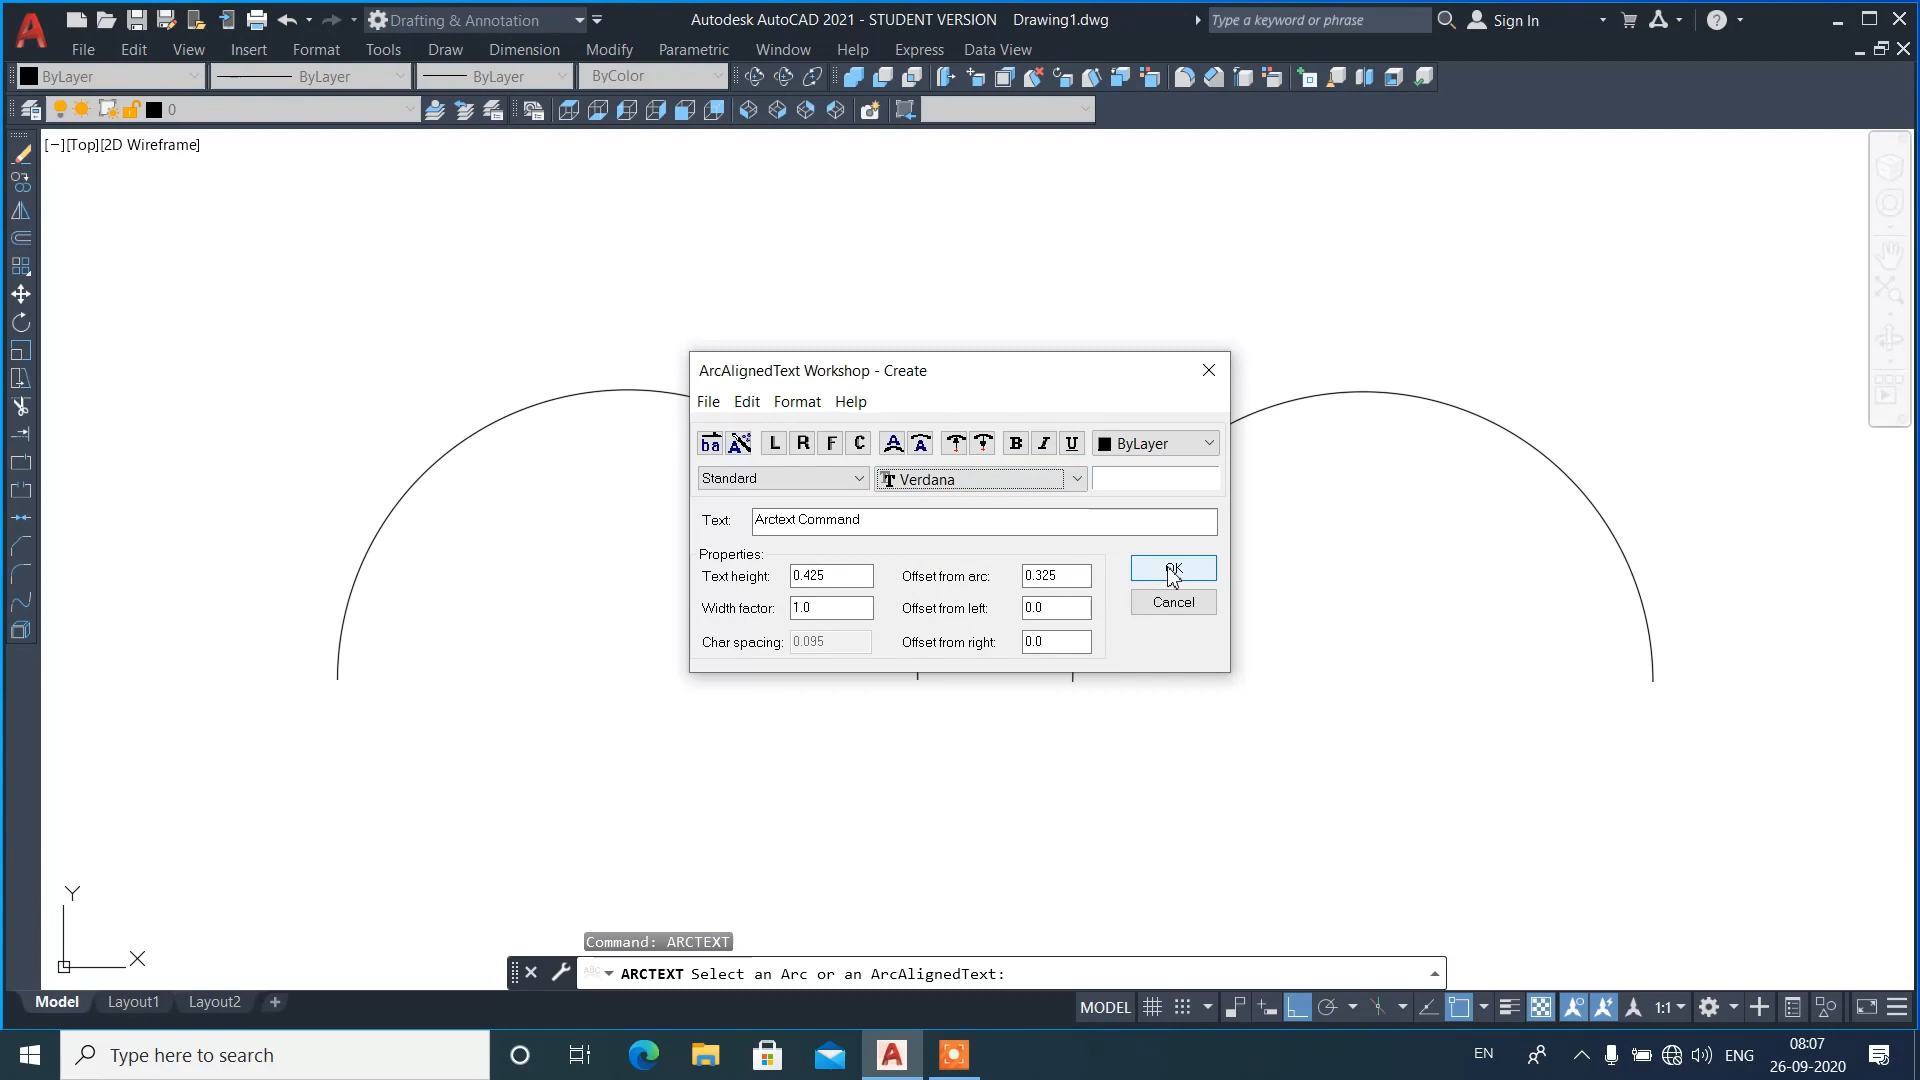 Drafting & Annotation
Autodesk AutoCAD 2021 - STUDENT VERSION Drawing1.dwg
Type a keyword or phrase
Sign In
File Edit View Insert Format Tools Draw Dimension Modify Parametric Window Help Express Data View
ByLayer ByLayer ByLayer ByColor
0
[−][Top][2D Wireframe]
ArcAlignedText Workshop - Create
File Edit Format Help
ba L R F C A A B I U ByLayer
Standard Verdana
Text: Arctext Command
Properties:
Text height: 0.425 Offset from arc: 0.325 OK
Width factor: 1.0 Offset from left: 0.0 Cancel
Char spacing: 0.095 Offset from right: 0.0
Y
X
Command: ARCTEXT
ARCTEXT Select an Arc or an ArcAlignedText:
Model Layout1 Layout2 +
MODEL 1:1
Type here to search
EN ENG
08:07
26-09-2020